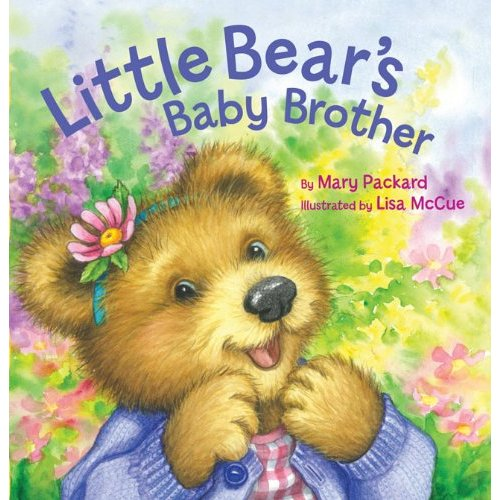 Little Bear's
Baby Brother
By Mary Packard
Illustrated by Lisa McCue